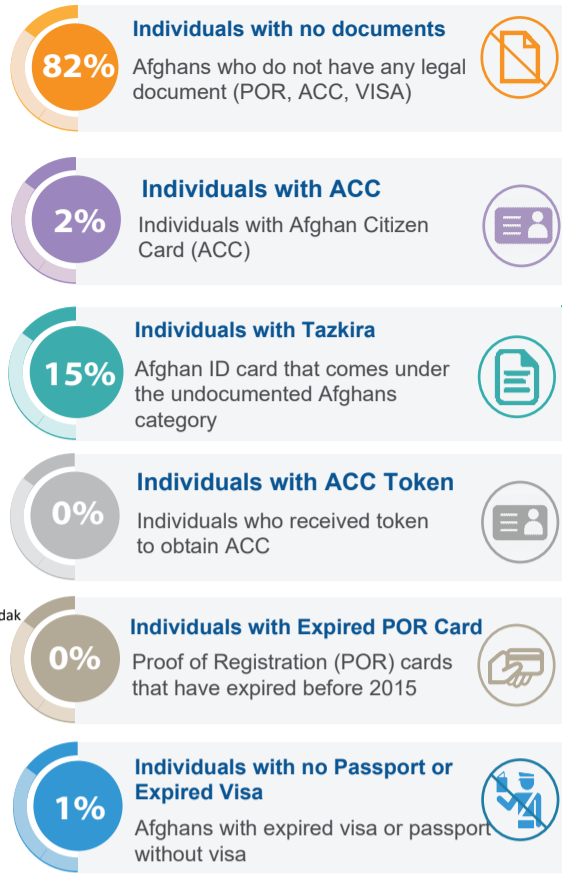 82%
Individuals with no documents
Afghans who do not have any legal
document (POR, ACC, VISA)
2%
Individuals with ACC
Individuals with Afghan Citizen
Card (ACC)
15%
Individuals with Tazkira
Afghan ID card that comes under
the undocumented Afghans
category
0%
Individuals with ACC Token
Individuals who received token
to obtain ACC
dak
0%
Individuals with Expired POR Card
Proof of Registration (POR) cards
that have expired before 2015
1%
Individuals with no Passport or
Expired Visa
Afghans with expired visa or passport
without visa